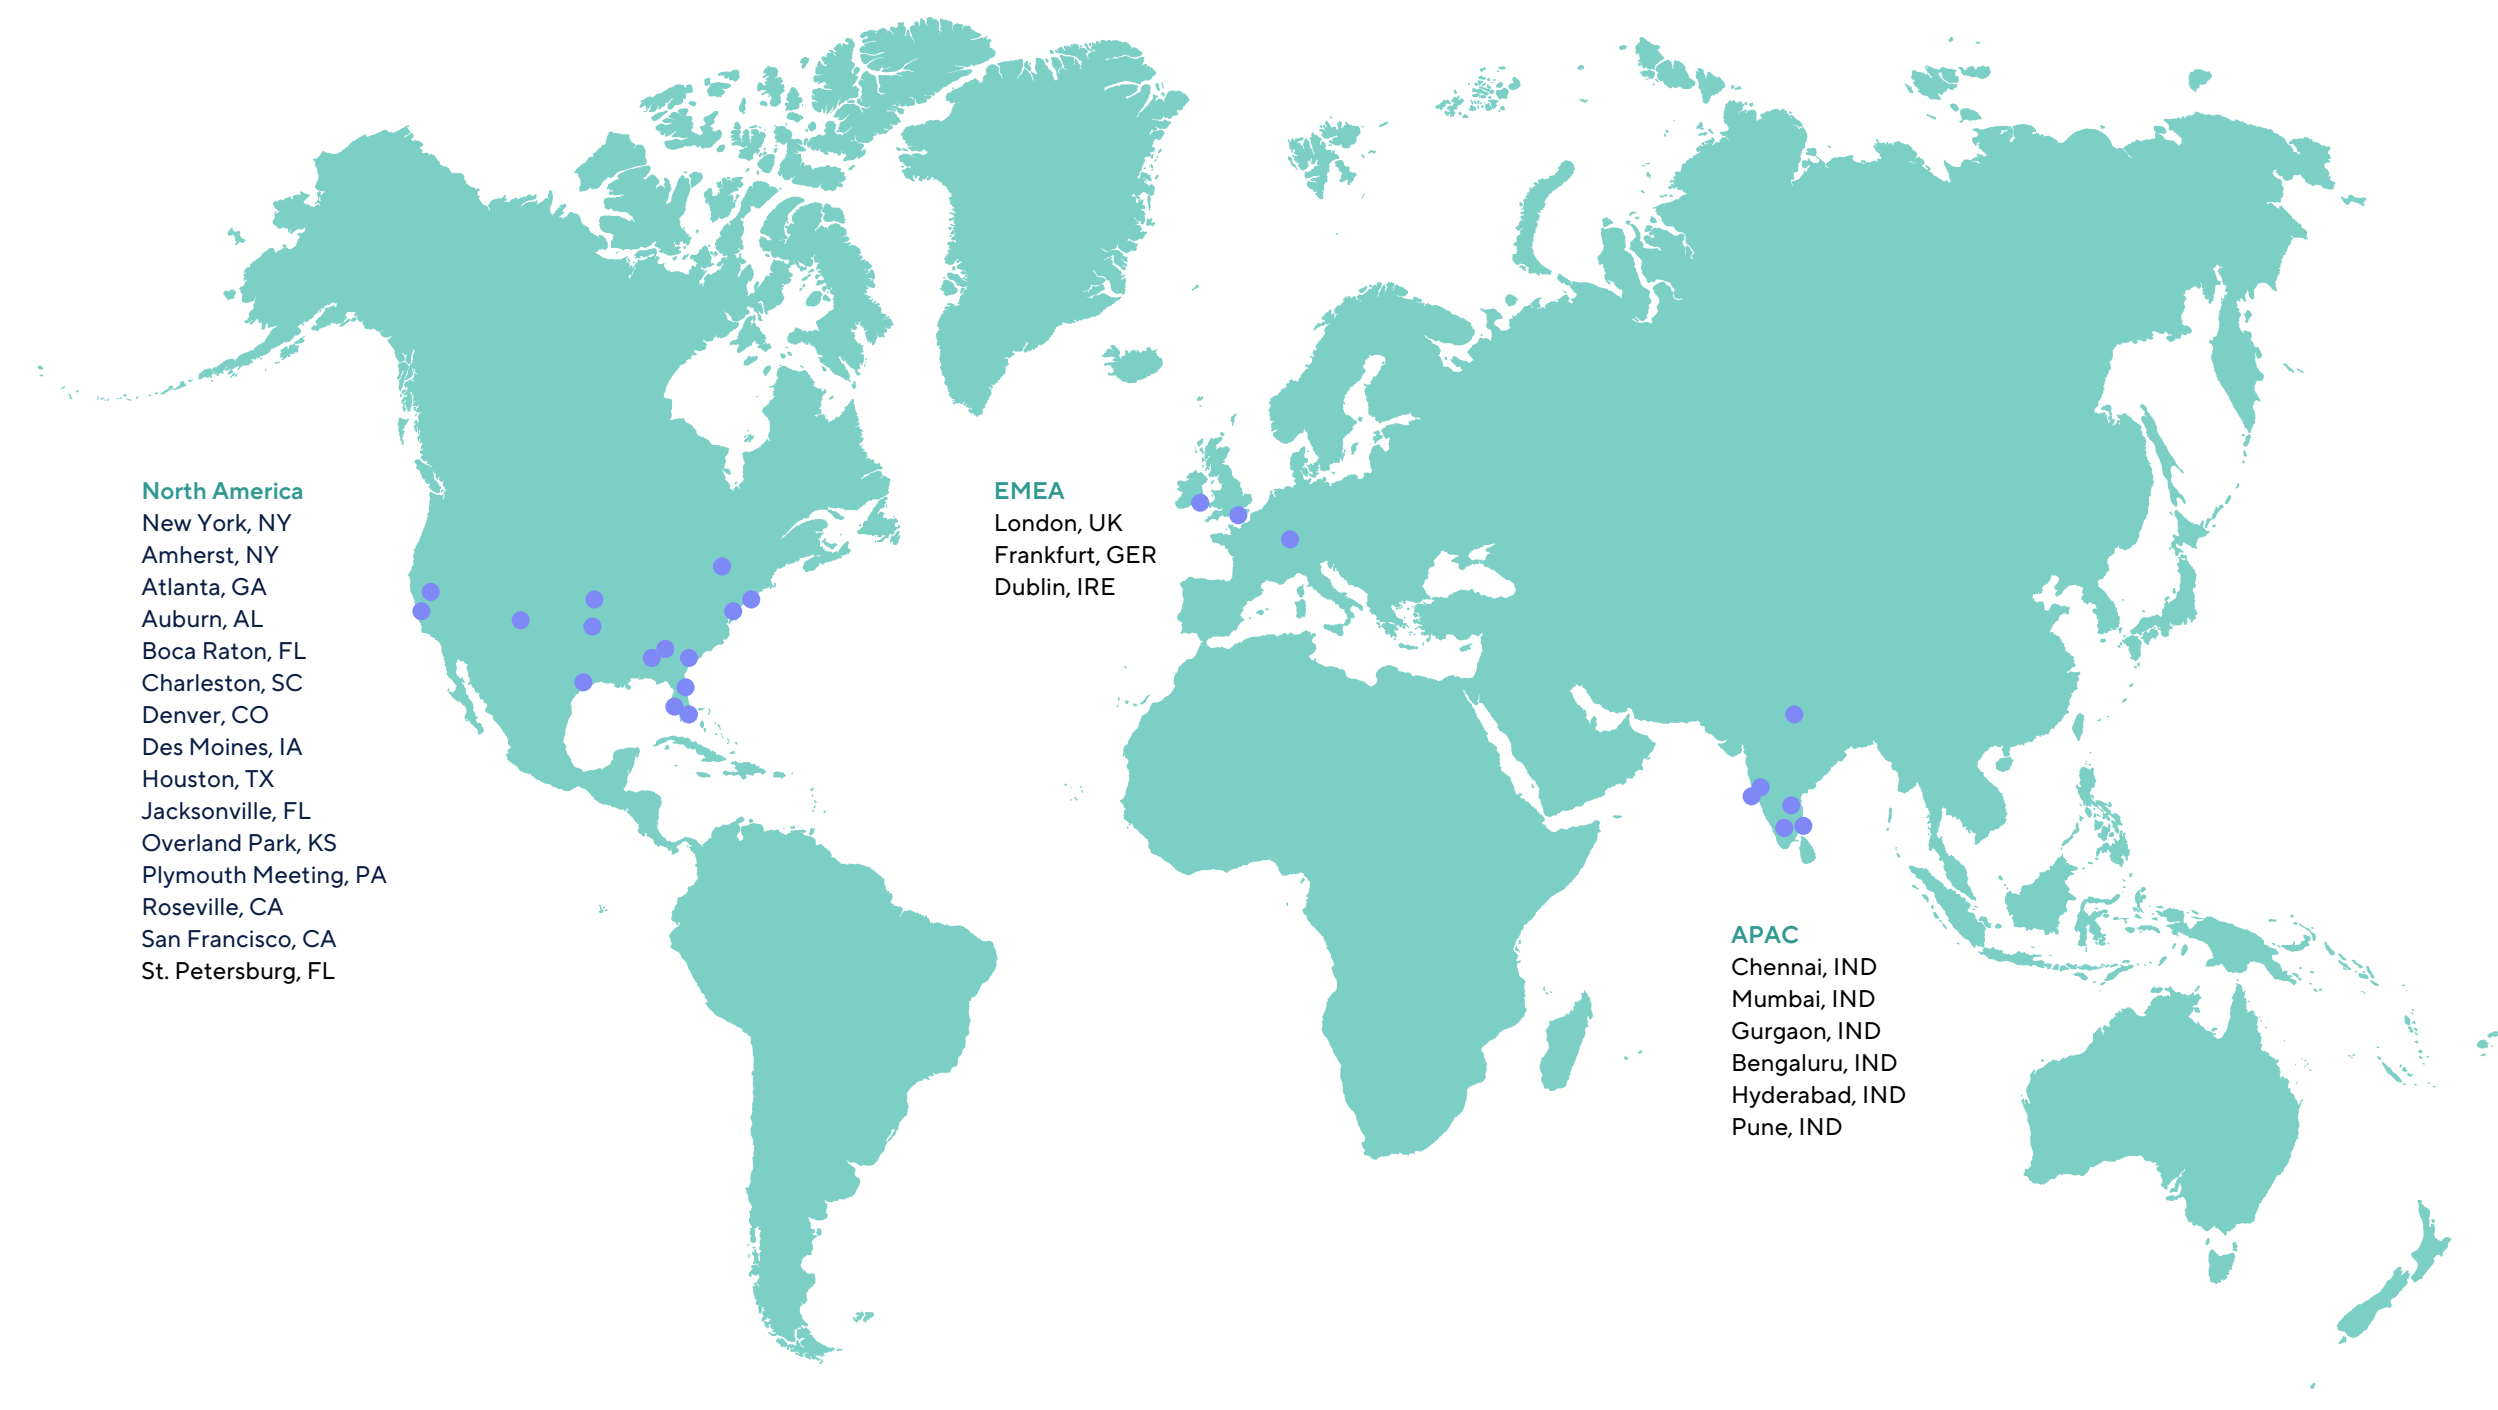 North America
New York, NY
Amherst, NY
Atlanta, GA
Auburn, AL
Boca Raton, FL
Charleston, SC
Denver, CO
Des Moines, IA
Houston, TX
Jacksonville, FL
Overland Park, KS
Plymouth Meeting, PA
Roseville, CA
San Francisco, CA
St. Petersburg, FL
EMEA
London, UK
Frankfurt, GER
Dublin, IRE
APAC
Chennai, IND
Mumbai, IND
Gurgaon, IND
Bengaluru, IND
Hyderabad, IND
Pune, IND